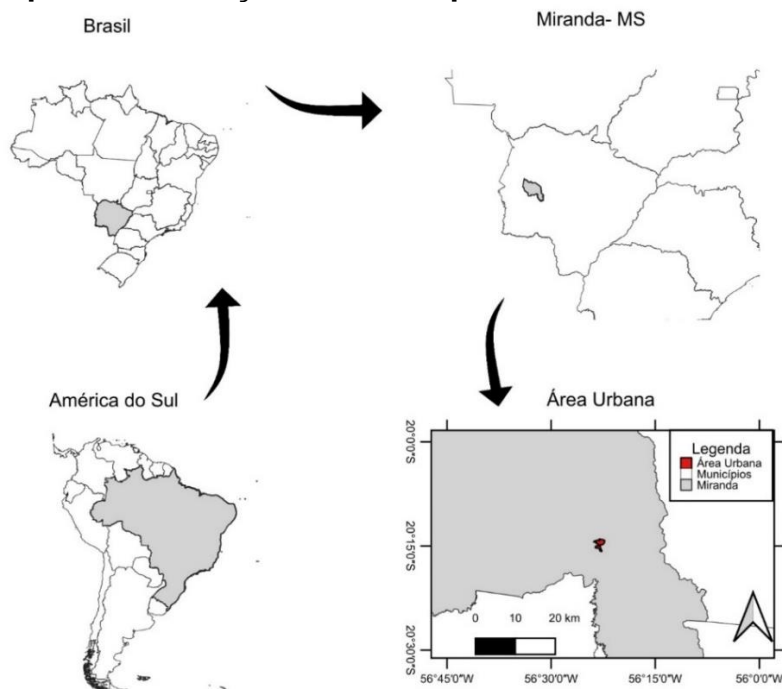 Brasil
Miranda- MS
América do Sul
Área Urbana
Legenda
Área Urbana
Municípios
Miranda
20°0'0"S
20°15'0"S
20°30'0"S
0 10 20 km
56°45'0"W 56°30'0"W 56°15'0"W 56°0'0"W